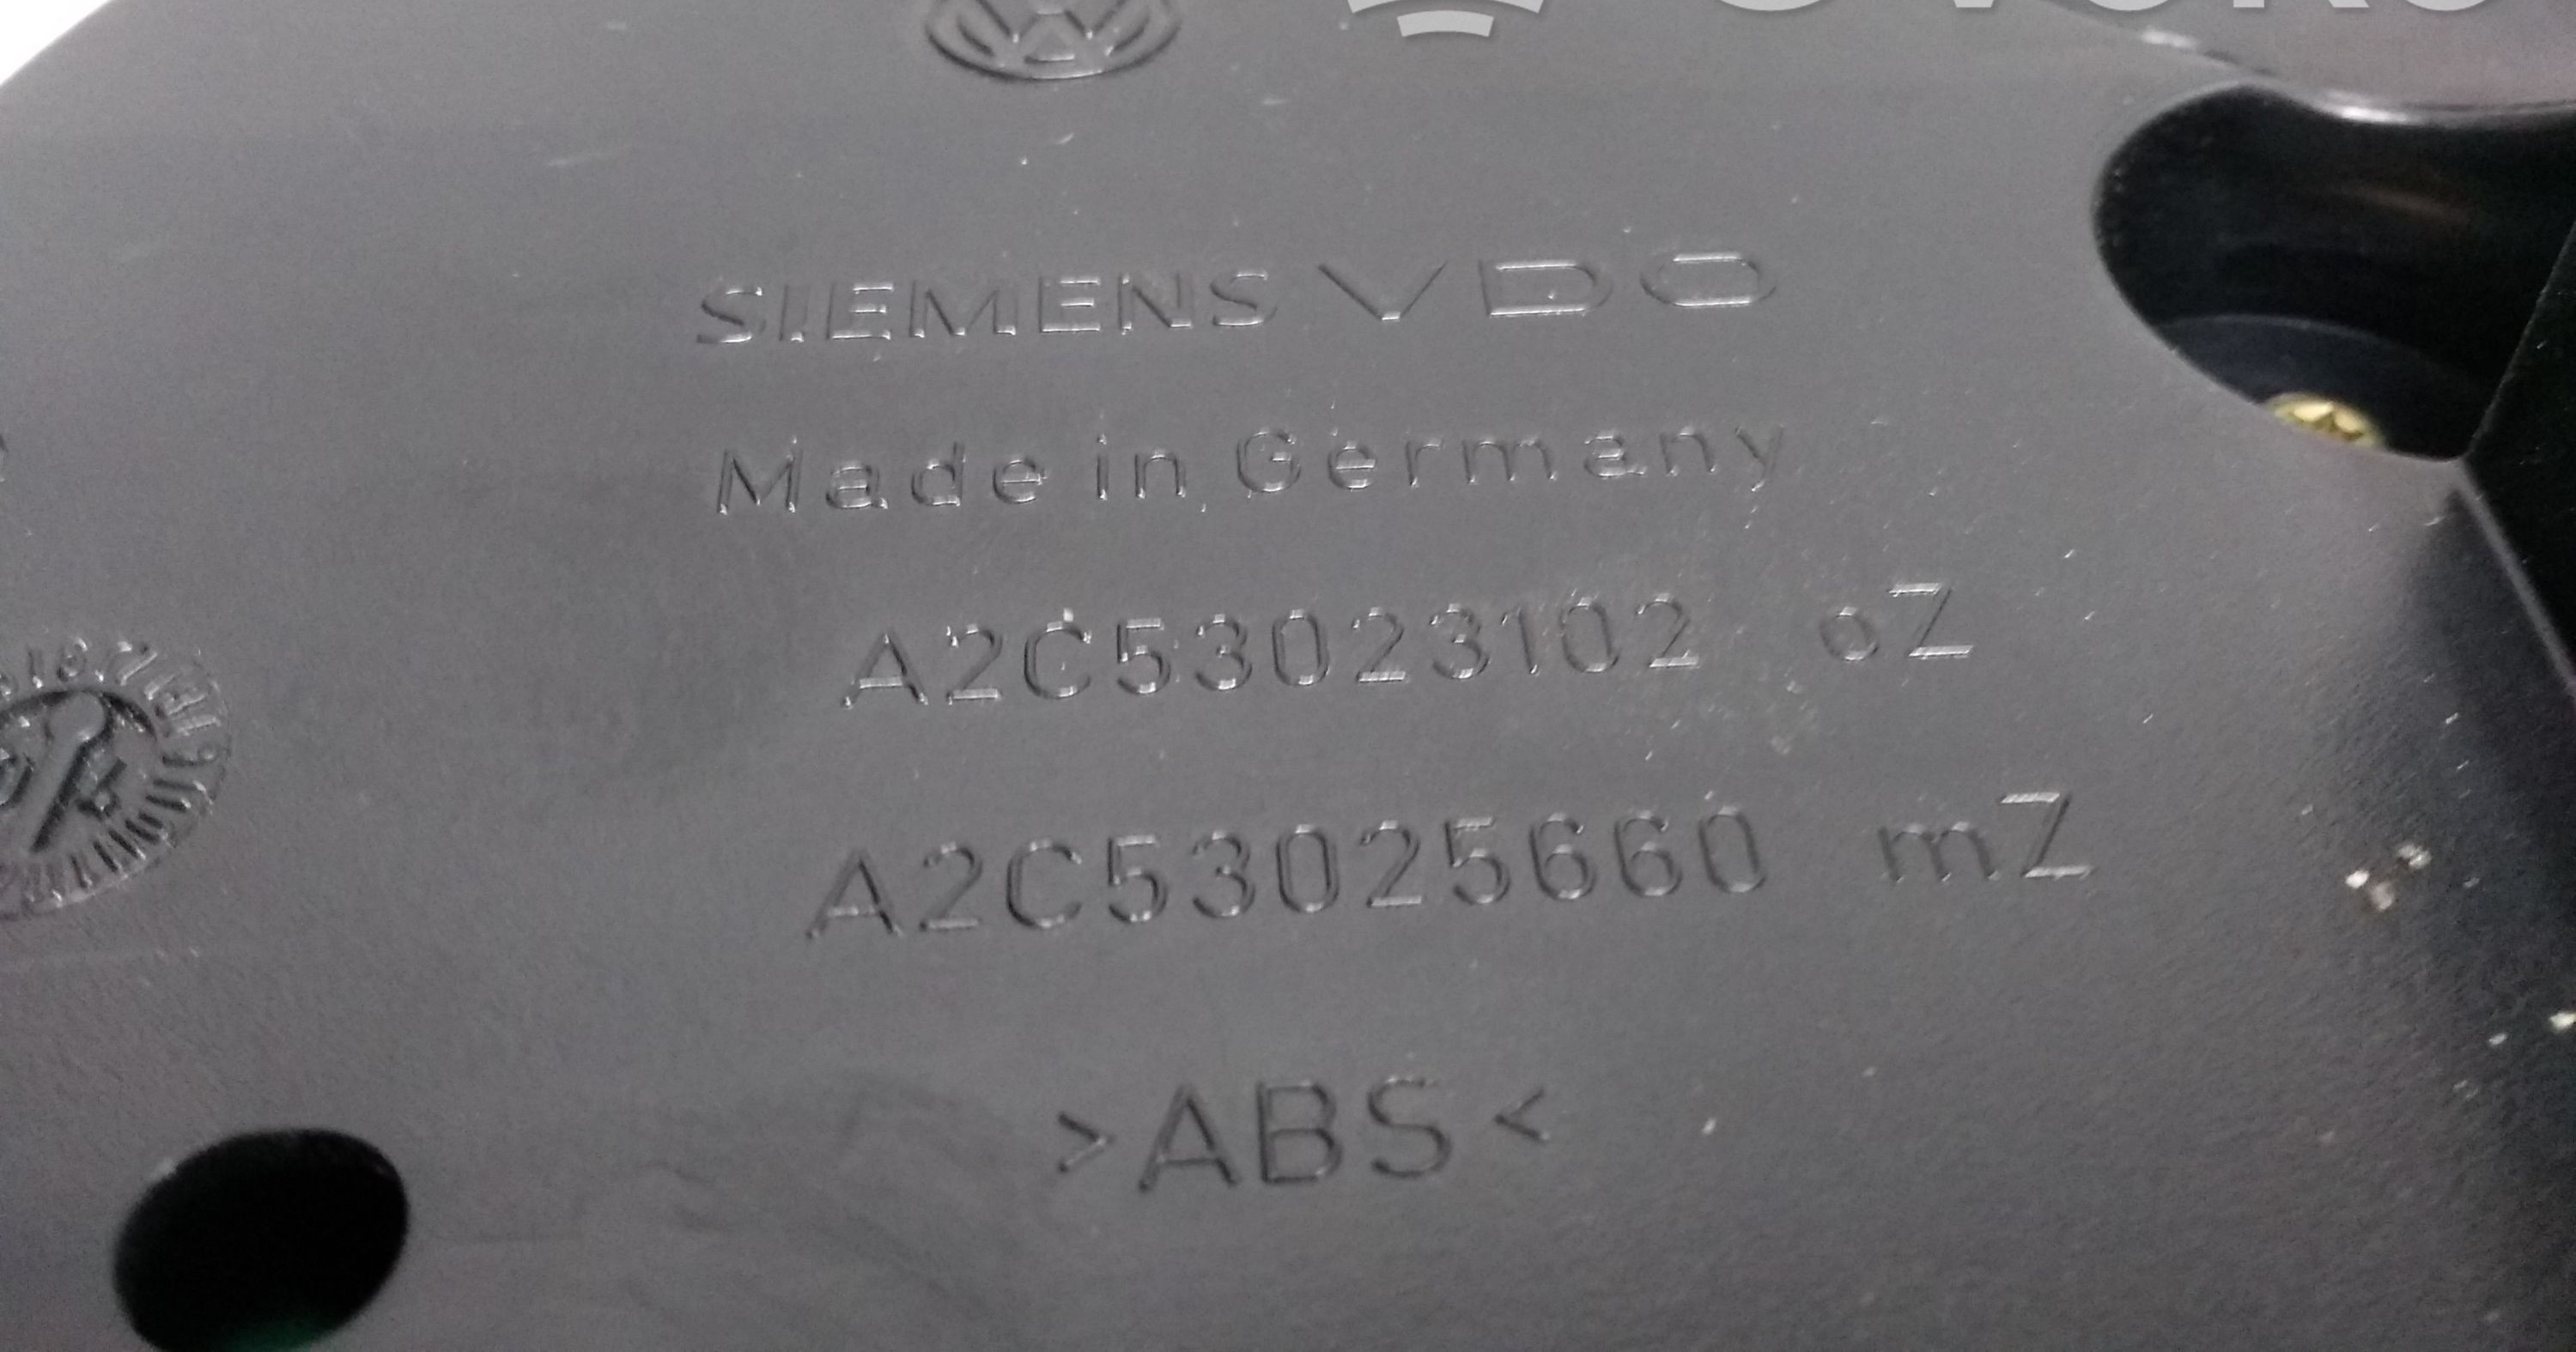 SIEMENS VDO
Made in Germany
A2C53023102 oZ
A2C53025660 mZ
>ABS<